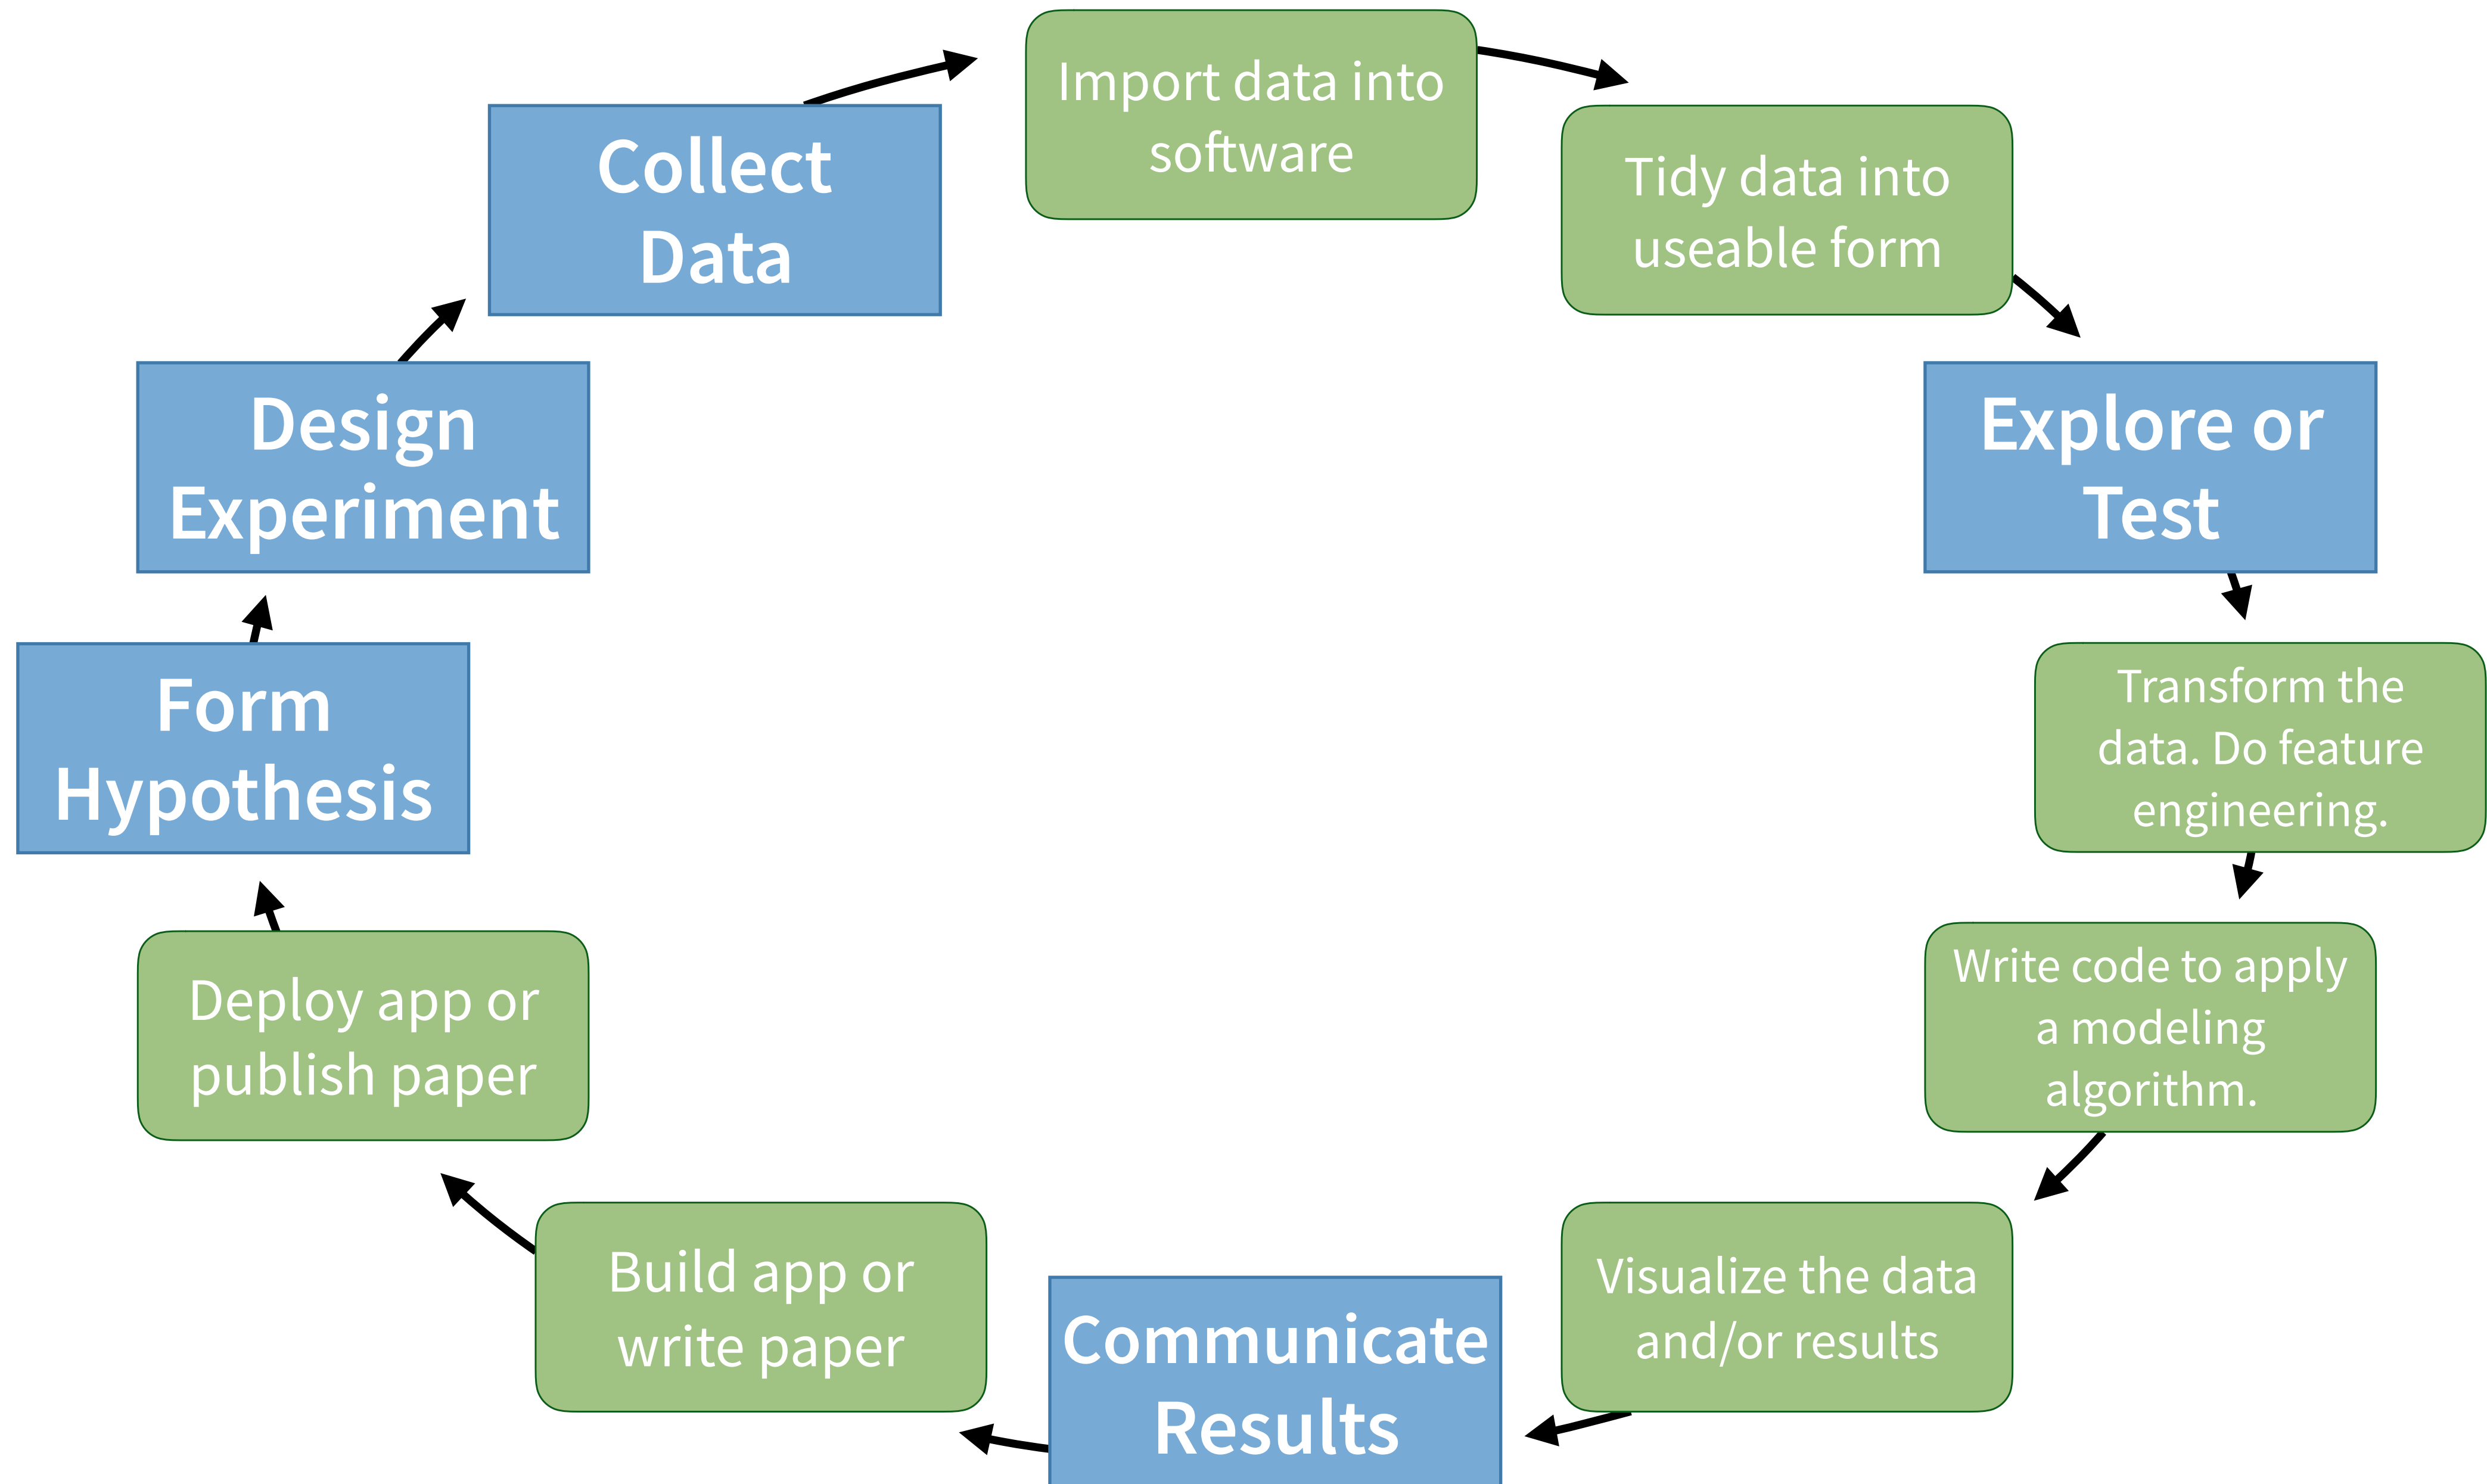 Import data into
software
Collect
Data
Tidy data into
useable form
Design
Experiment
Explore or
Test
Form
Hypothesis
Transform the
data. Do feature
engineering.
Deploy app or
publish paper
Write code to apply
a modeling
algorithm.
Build app or
write paper
Visualize the data
and/or results
Communicate
Results